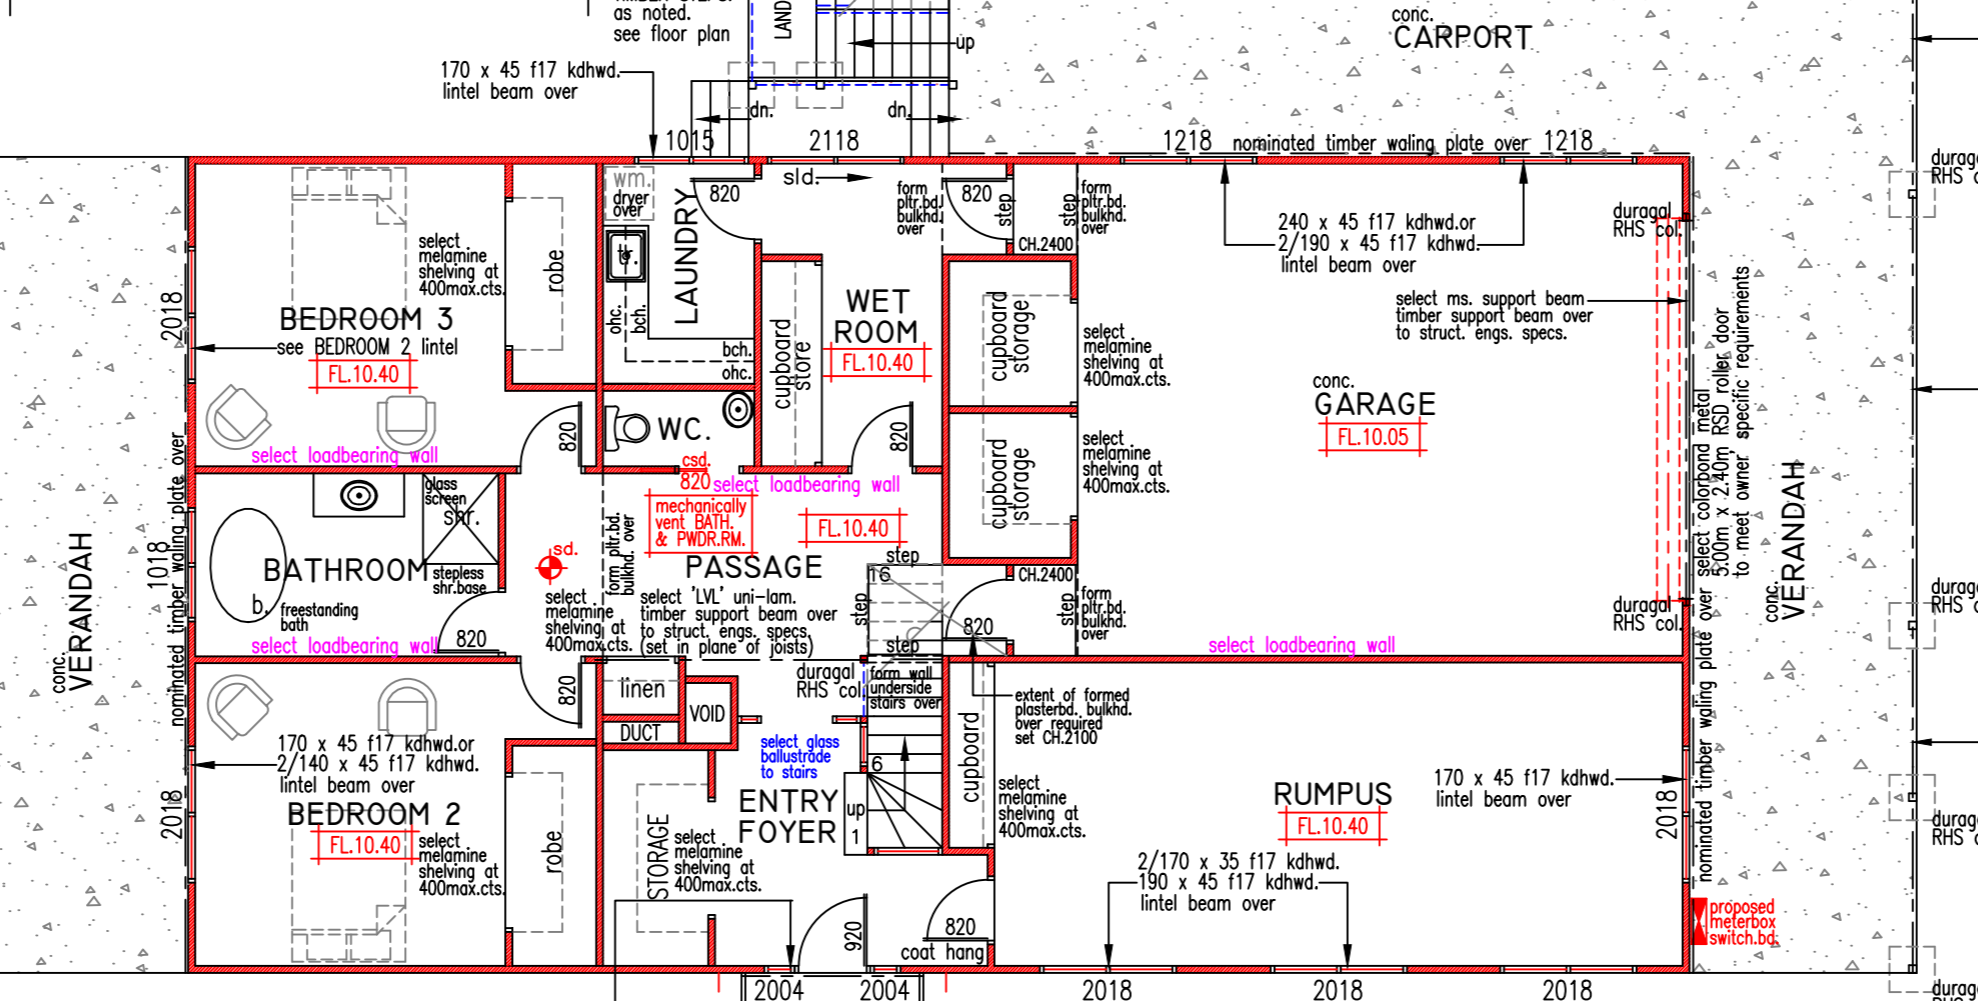 as noted.
see floor plan
LAND
up
conc.
CARPORT
170 x 45 f17 kdhwd.
lintel beam over
dn.
dn.
1015
2118
1218
nominated timber waling plate over
1218
duraga
RHS c
wm.
dryer
over
820
sld.
form
pltr.bd.
bulkhd.
over
820
step
step
form
pltr.bd.
bulkhd.
over
CH.2400
240 x 45 f17 kdhwd.or
2/190 x 45 f17 kdhwd.
lintel beam over
duragal
RHS col.
select
melamine
shelving at
400max.cts.
robe
tr.
LAUNDRY
ohc.
bch.
bch.
ohc.
WET
ROOM
FL.10.40
cupboard
store
cupboard
storage
select
melamine
shelving at
400max.cts.
select ms. support beam
timber support beam over
to struct. engs. specs.
2018
BEDROOM 3
see BEDROOM 2 lintel
FL.10.40
conc.
GARAGE
FL.10.05
select colorbond metal
5.00m x 2.40m RSD roller door
to meet owner' specific requirements
820
WC.
820
select loadbearing wall
csd.
820
select loadbearing wall
cupboard
storage
select
melamine
shelving at
400max.cts.
mechanically
vent BATH.
& PWDR.RM.
FL.10.40
glass
screen
shr.
nominated timber waling plate over
1018
conc.
VERANDAH
BATHROOM
b.
freestanding
bath
stepless
shr.base
sd.
form pltr.bd.
bulkhd. over
PASSAGE
step
16
step
CH.2400
step
form
pltr.bd.
bulkhd.
over
duragal
RHS col.
conc.
VERANDAH
duraga
RHS c
select
melamine
shelving at
400max.cts.
select 'LVL' uni-lam.
timber support beam over
to struct. engs. specs.
(set in plane of joists)
820
820
select loadbearing wall
select loadbearing wall
step
820
linen
VOID
DUCT
duragal
RHS col.
form wall
underside
stairs over
extent of formed
plasterbd. bulkhd.
over required
set CH.2100
cupboard
select glass
ballustrade
to stairs
6
170 x 45 f17 kdhwd.or
2/140 x 45 f17 kdhwd.
lintel beam over
2018
BEDROOM 2
FL.10.40
select
melamine
shelving at
400max.cts.
robe
STORAGE
select
melamine
shelving at
400max.cts.
ENTRY
FOYER
up
1
select
melamine
shelving at
400max.cts.
RUMPUS
FL.10.40
170 x 45 f17 kdhwd.
lintel beam over
2018
nominated timber waling plate over
duraga
RHS c
2/170 x 35 f17 kdhwd.
190 x 45 f17 kdhwd.
lintel beam over
920
820
coat hang
proposed
meterbox
switch.bd.
2004
2004
2018
2018
2018
duraga
RHS c